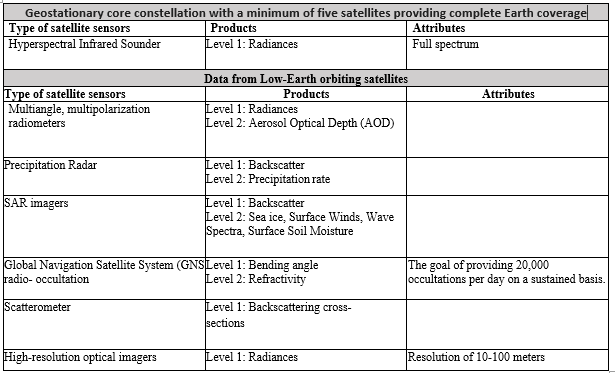 Geostationary core constellation with a minimum of five satellites providing complete Earth coverage
Type of satellite sensors Products Attributes
Hyperspectral Infrared Sounder Level 1: Radiances Full spectrum
Data from Low-Earth orbiting satellites
Type of satellite sensors Products Attributes
Multiangle, multipolarization radiometers
Level 1: Radiances
Level 2: Aerosol Optical Depth (AOD)
Precipitation Radar
Level 1: Backscatter
Level 2: Precipitation rate
SAR imagers
Level 1: Backscatter
Level 2: Sea ice, Surface Winds, Wave
Spectra, Surface Soil Moisture
Global Navigation Satellite System (GNS
radio- occultation
Level 1: Bending angle
Level 2: Refractivity
The goal of providing 20,000
occultations per day on a sustained basis.
Scatterometer
Level 1: Backscattering cross-
sections
High-resolution optical imagers Level 1: Radiances Resolution of 10-100 meters